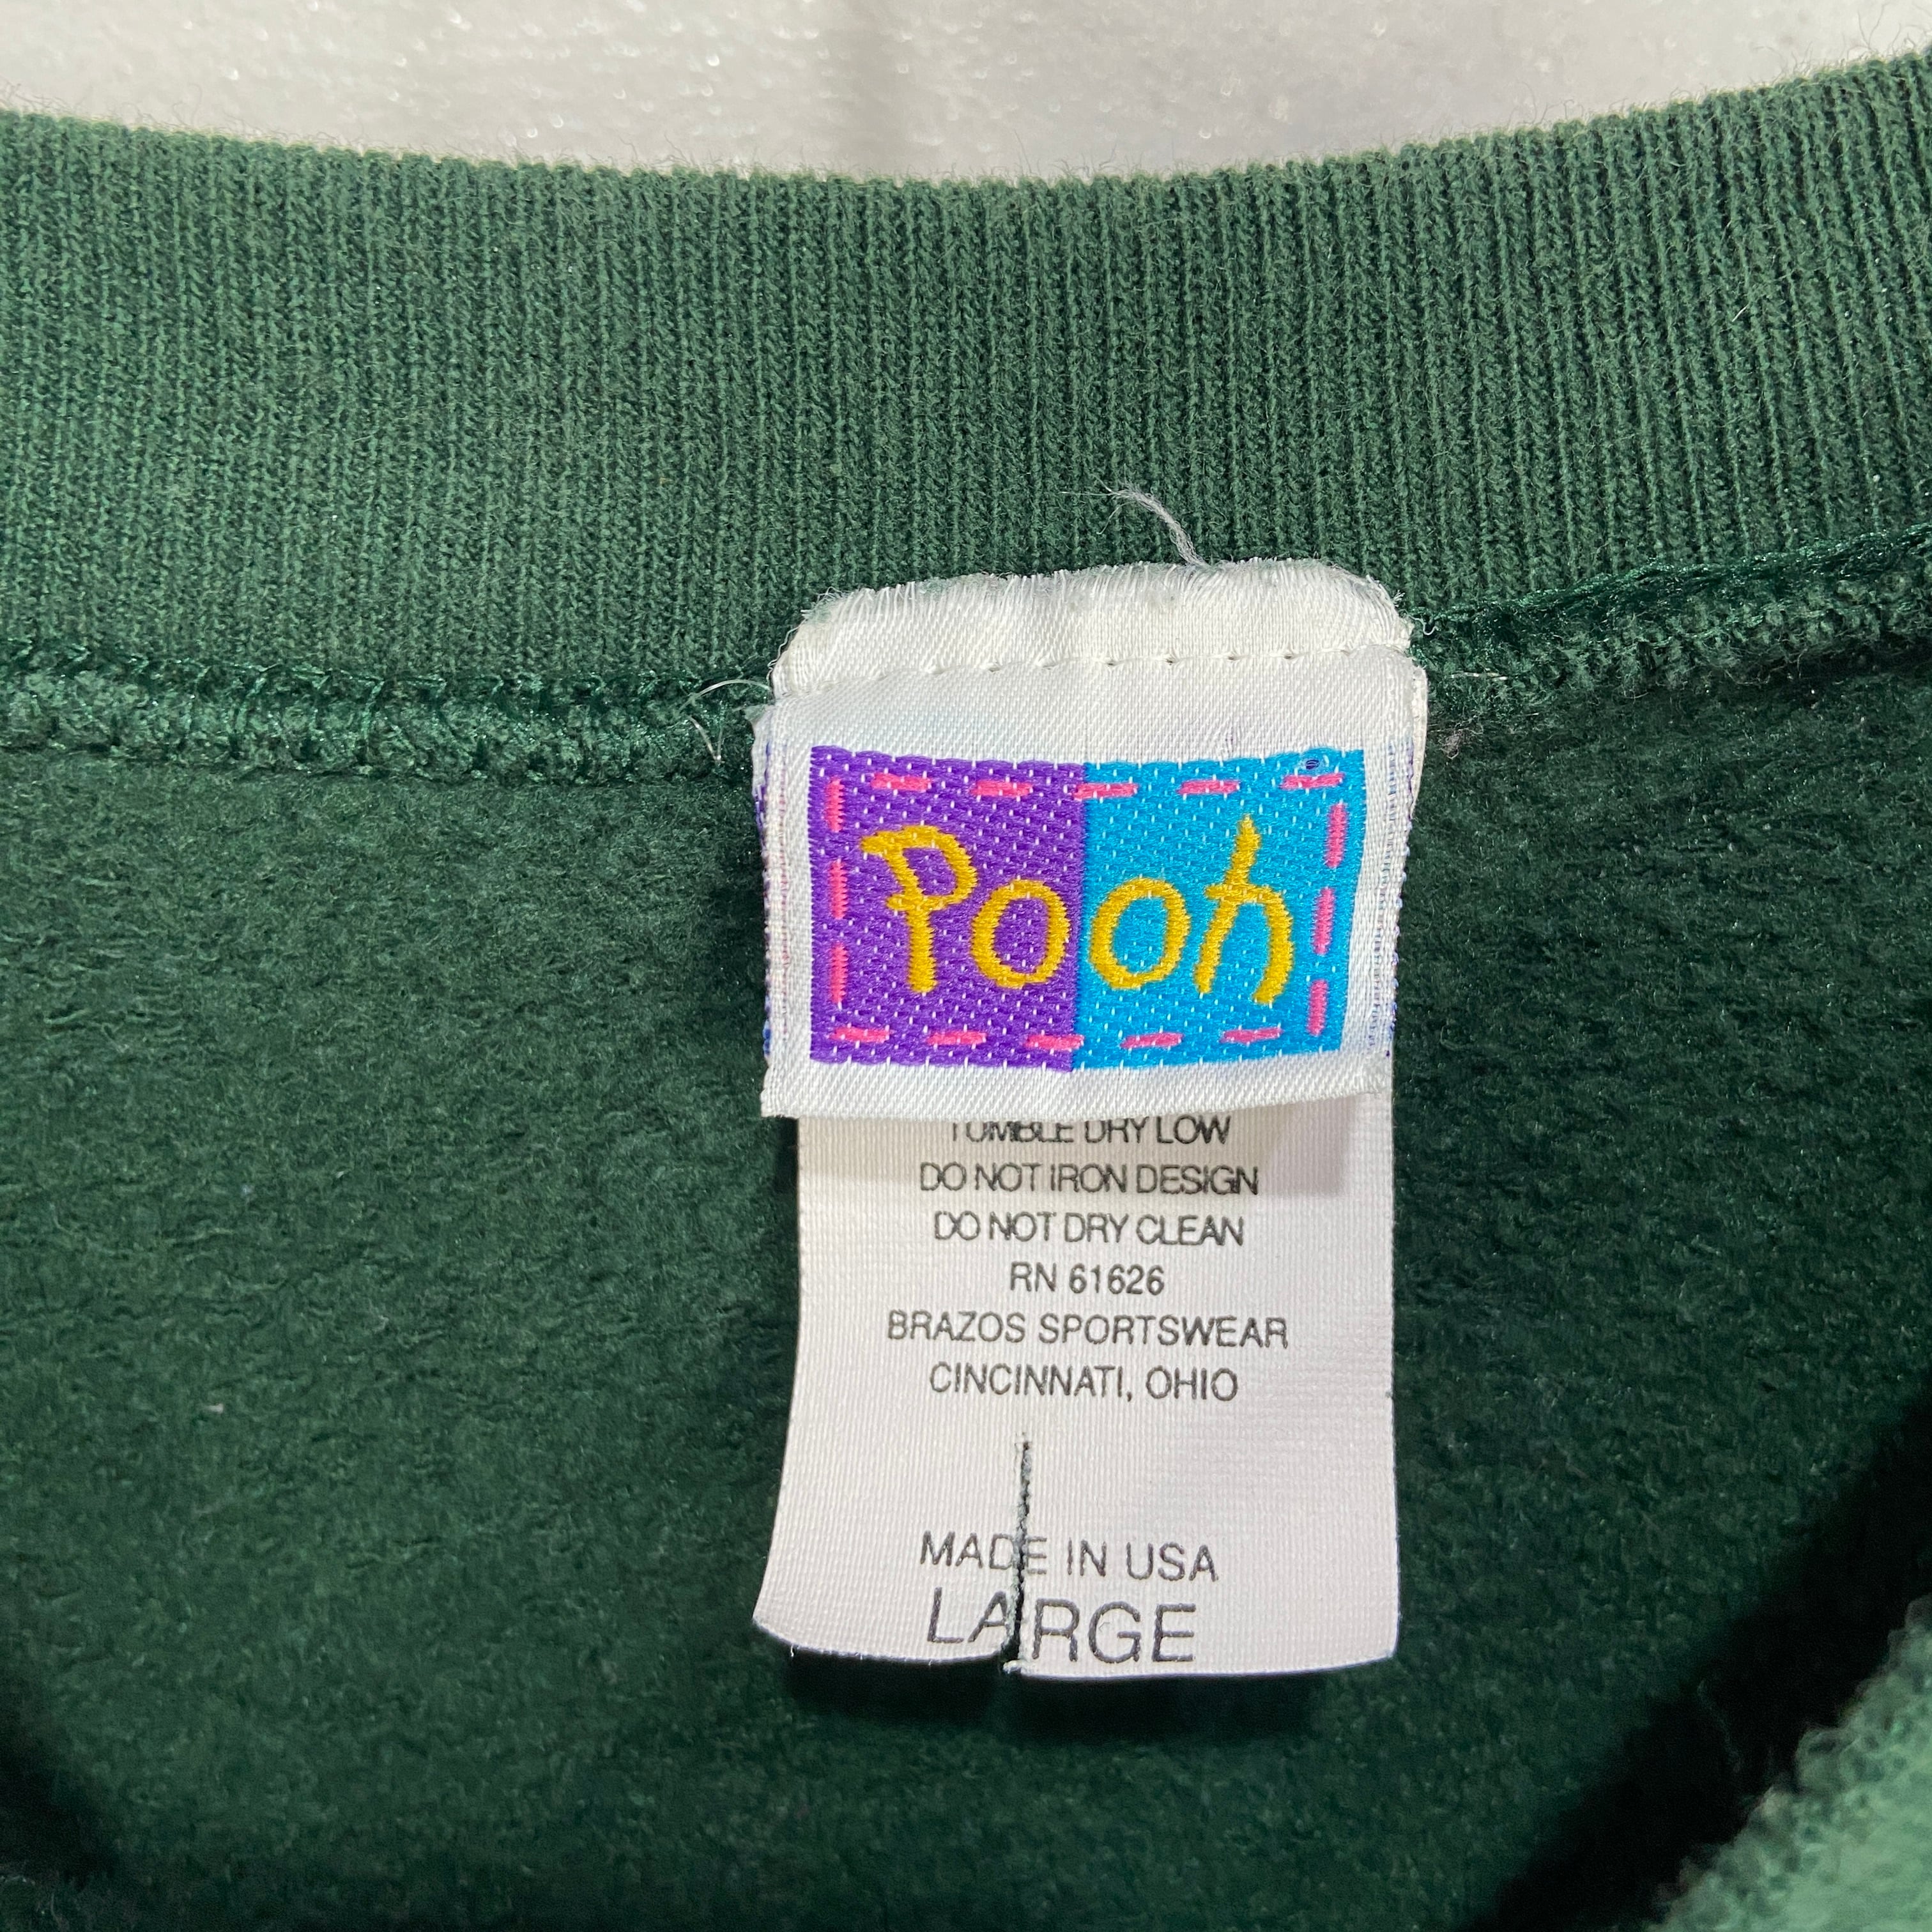 Pooh
TUMBLE DRY LOW
DO NOT IRON DESIGN
DO NOT DRY CLEAN
RN 61626
BRAZOS SPORTSWEAR
CINCINNATI, OHIO
MADE IN USA
LARGE